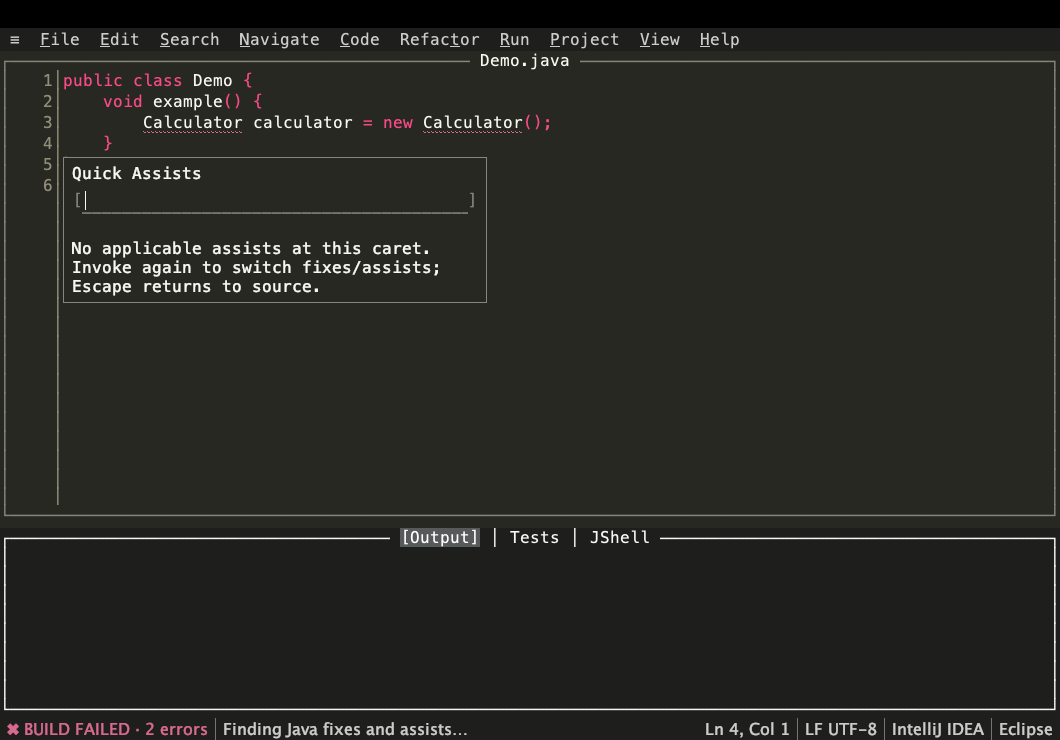 ≡ File Edit Search Navigate Code Refactor Run Project View Help
Demo.java
1 public class Demo {
2 void example() {
3 Calculator calculator = new Calculator();
4 }
5
6
Quick Assists
[ ]
No applicable assists at this caret.
Invoke again to switch fixes/assists;
Escape returns to source.
[Output] | Tests | JShell
✖ BUILD FAILED · 2 errors | Finding Java fixes and assists... Ln 4, Col 1 | LF UTF-8 | IntelliJ IDEA | Eclipse